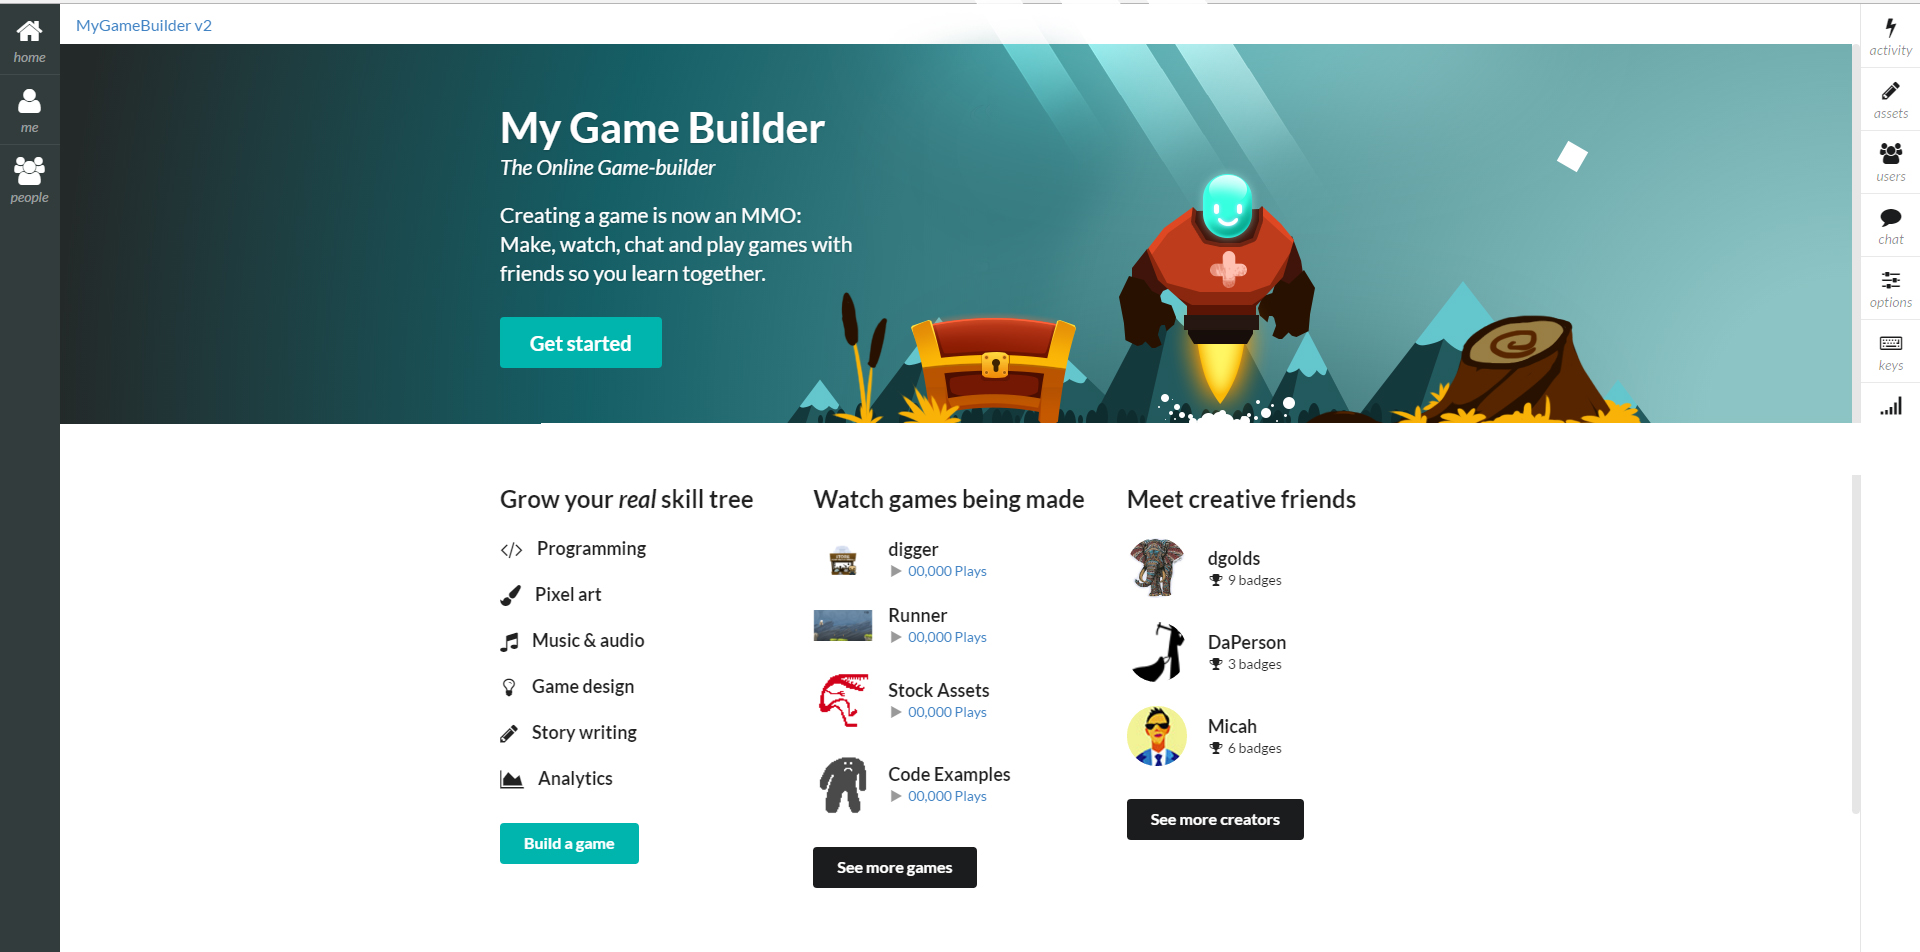 MyGameBuilder v2
home
me
people
My Game Builder
The Online Game-builder
Creating a game is now an MMO:
Make, watch, chat and play games with
friends so you learn together.
Get started
activity
assets
users
chat
options
keys
Grow your real skill tree
Programming
Pixel art
Music & audio
Game design
Story writing
Analytics
Build a game
Watch games being made
digger
00,000 Plays
Runner
00,000 Plays
Stock Assets
00,000 Plays
Code Examples
00,000 Plays
See more games
Meet creative friends
dgolds
9 badges
DaPerson
3 badges
Micah
6 badges
See more creators